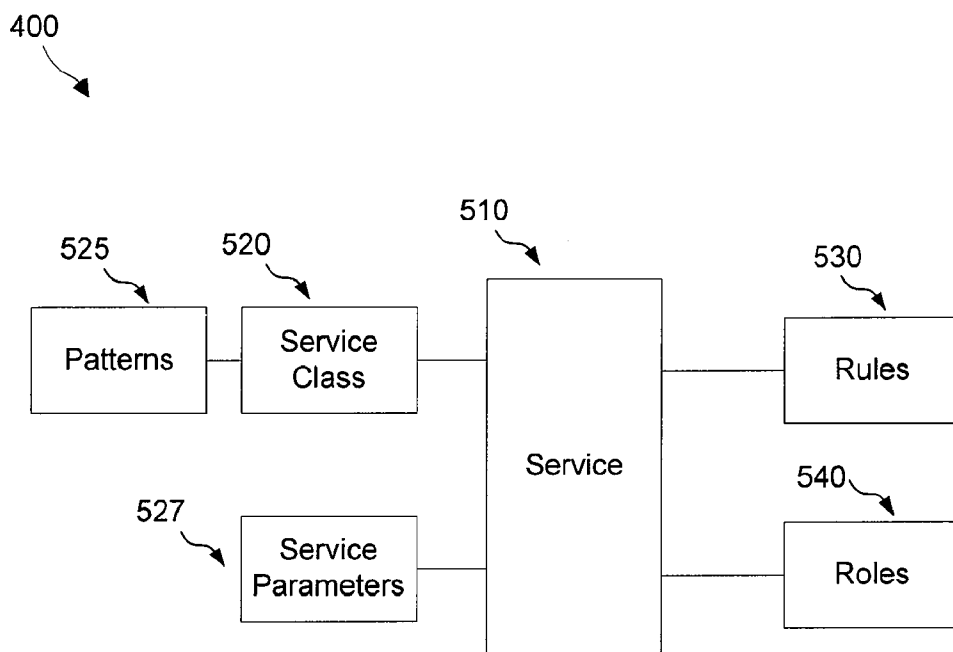 400
510
520
525
530
Patterns
Service
Class
Rules
Service
540
527
Service
Parameters
Roles